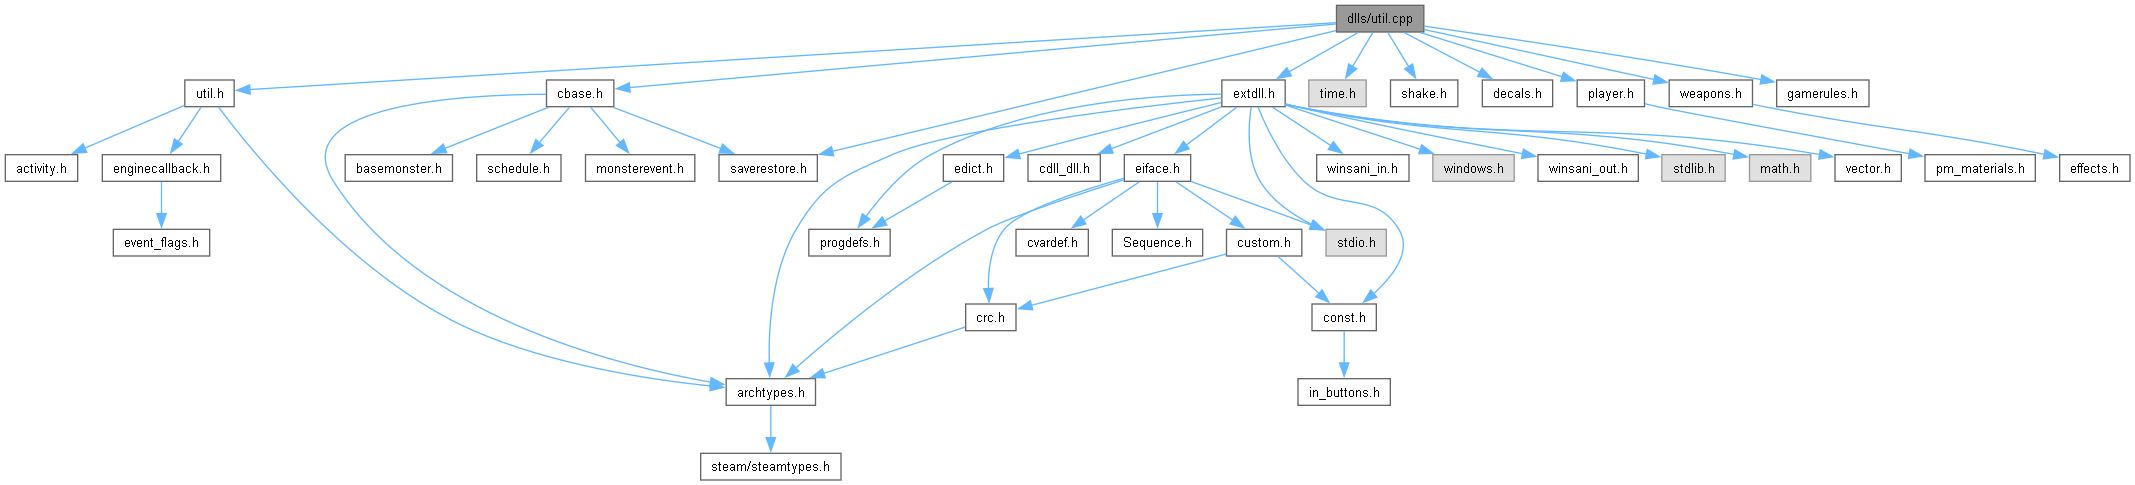 dlls/util.cpp
util.h
cbase.h
extdll.h
time.h
shake.h
decals.h
player.h
weapons.h
gamerules.h
activity.h
enginecallback.h
basemonster.h
schedule.h
monsterevent.h
saverestore.h
edict.h
cdll_dll.h
eiface.h
winsani_in.h
windows.h
winsani_out.h
stdlib.h
math.h
vector.h
pm_materials.h
effects.h
event_flags.h
progdefs.h
cvardef.h
Sequence.h
custom.h
stdio.h
crc.h
const.h
archtypes.h
in_buttons.h
steam/steamtypes.h